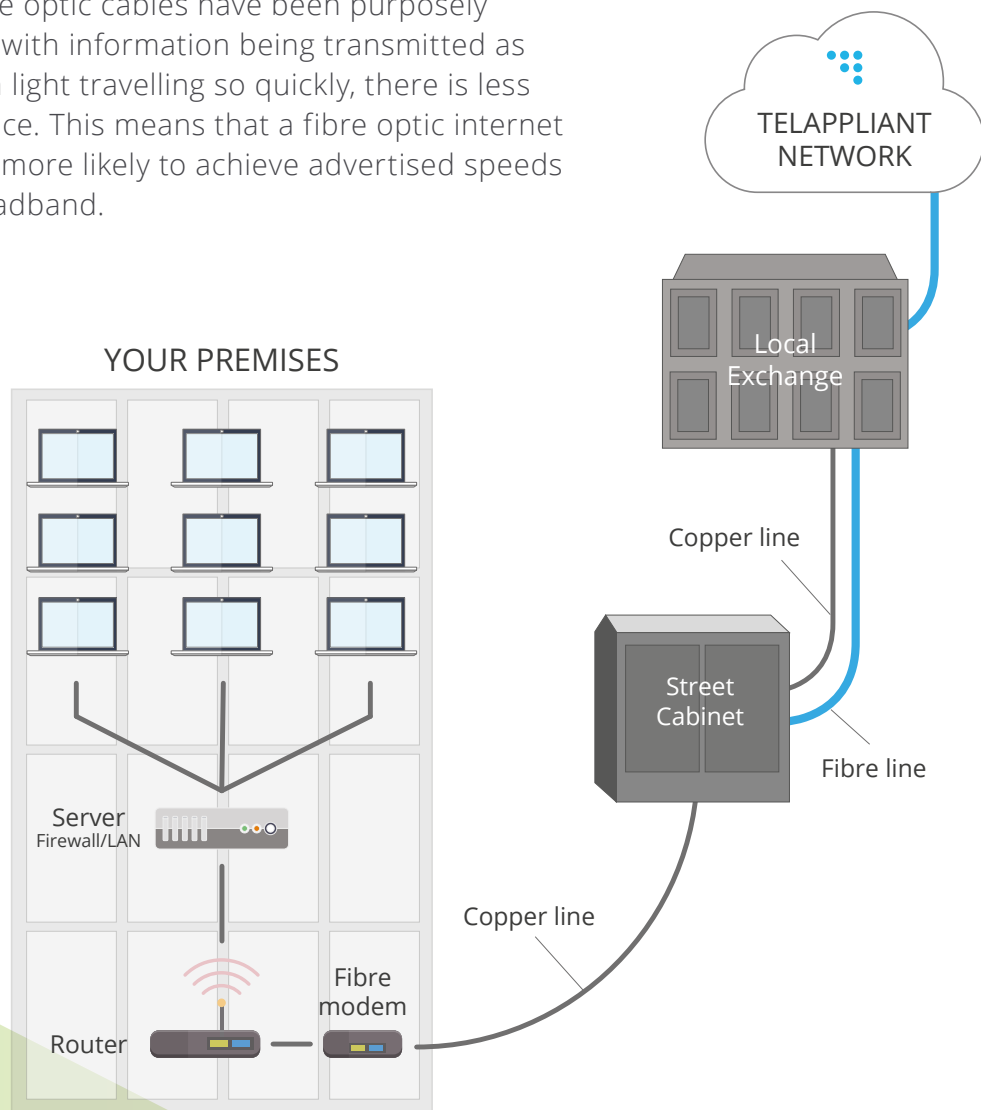 optic cables have been purposely
with information being transmitted as
light travelling so quickly, there is less
This means that a fibre optic internet
more likely to achieve advertised speeds
TELAPPLIANT
NETWORK
Local
Exchange
YOUR PREMISES
Copper line
Street
Cabinet
Fibre line
Server
Firewall/LAN
Copper line
Fibre
modem
Router